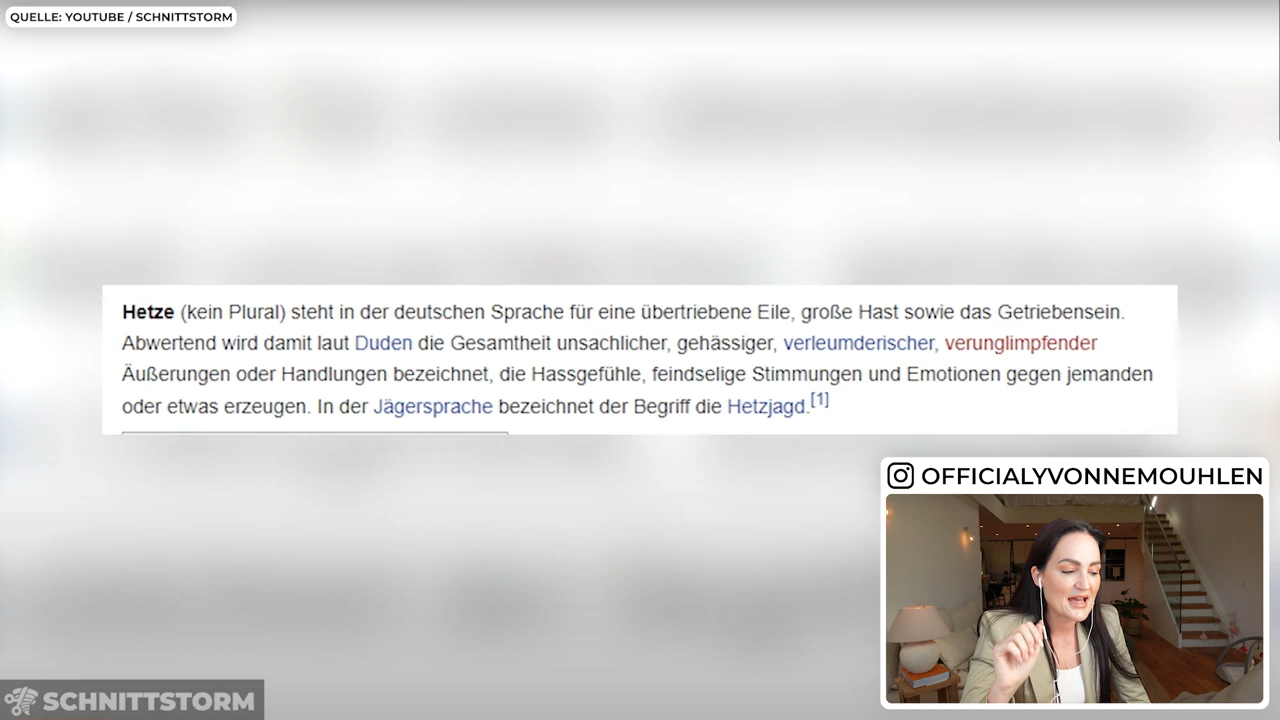 QUELLE: YOUTUBE / SCHNITTSTORM
Hetze (kein Plural) steht in der deutschen Sprache für eine übertriebene Eile, große Hast sowie das Getriebensein.
Abwertend wird damit laut Duden die Gesamtheit unsachlicher, gehässiger, verleumderischer, verunglimpfender
Äußerungen oder Handlungen bezeichnet, die Hassgefühle, feindselige Stimmungen und Emotionen gegen jemanden
oder etwas erzeugen. In der Jägersprache bezeichnet der Begriff die Hetzjagd.[1]
OFFICIALYVONNEMOUHLEN
SCHNITTSTORM